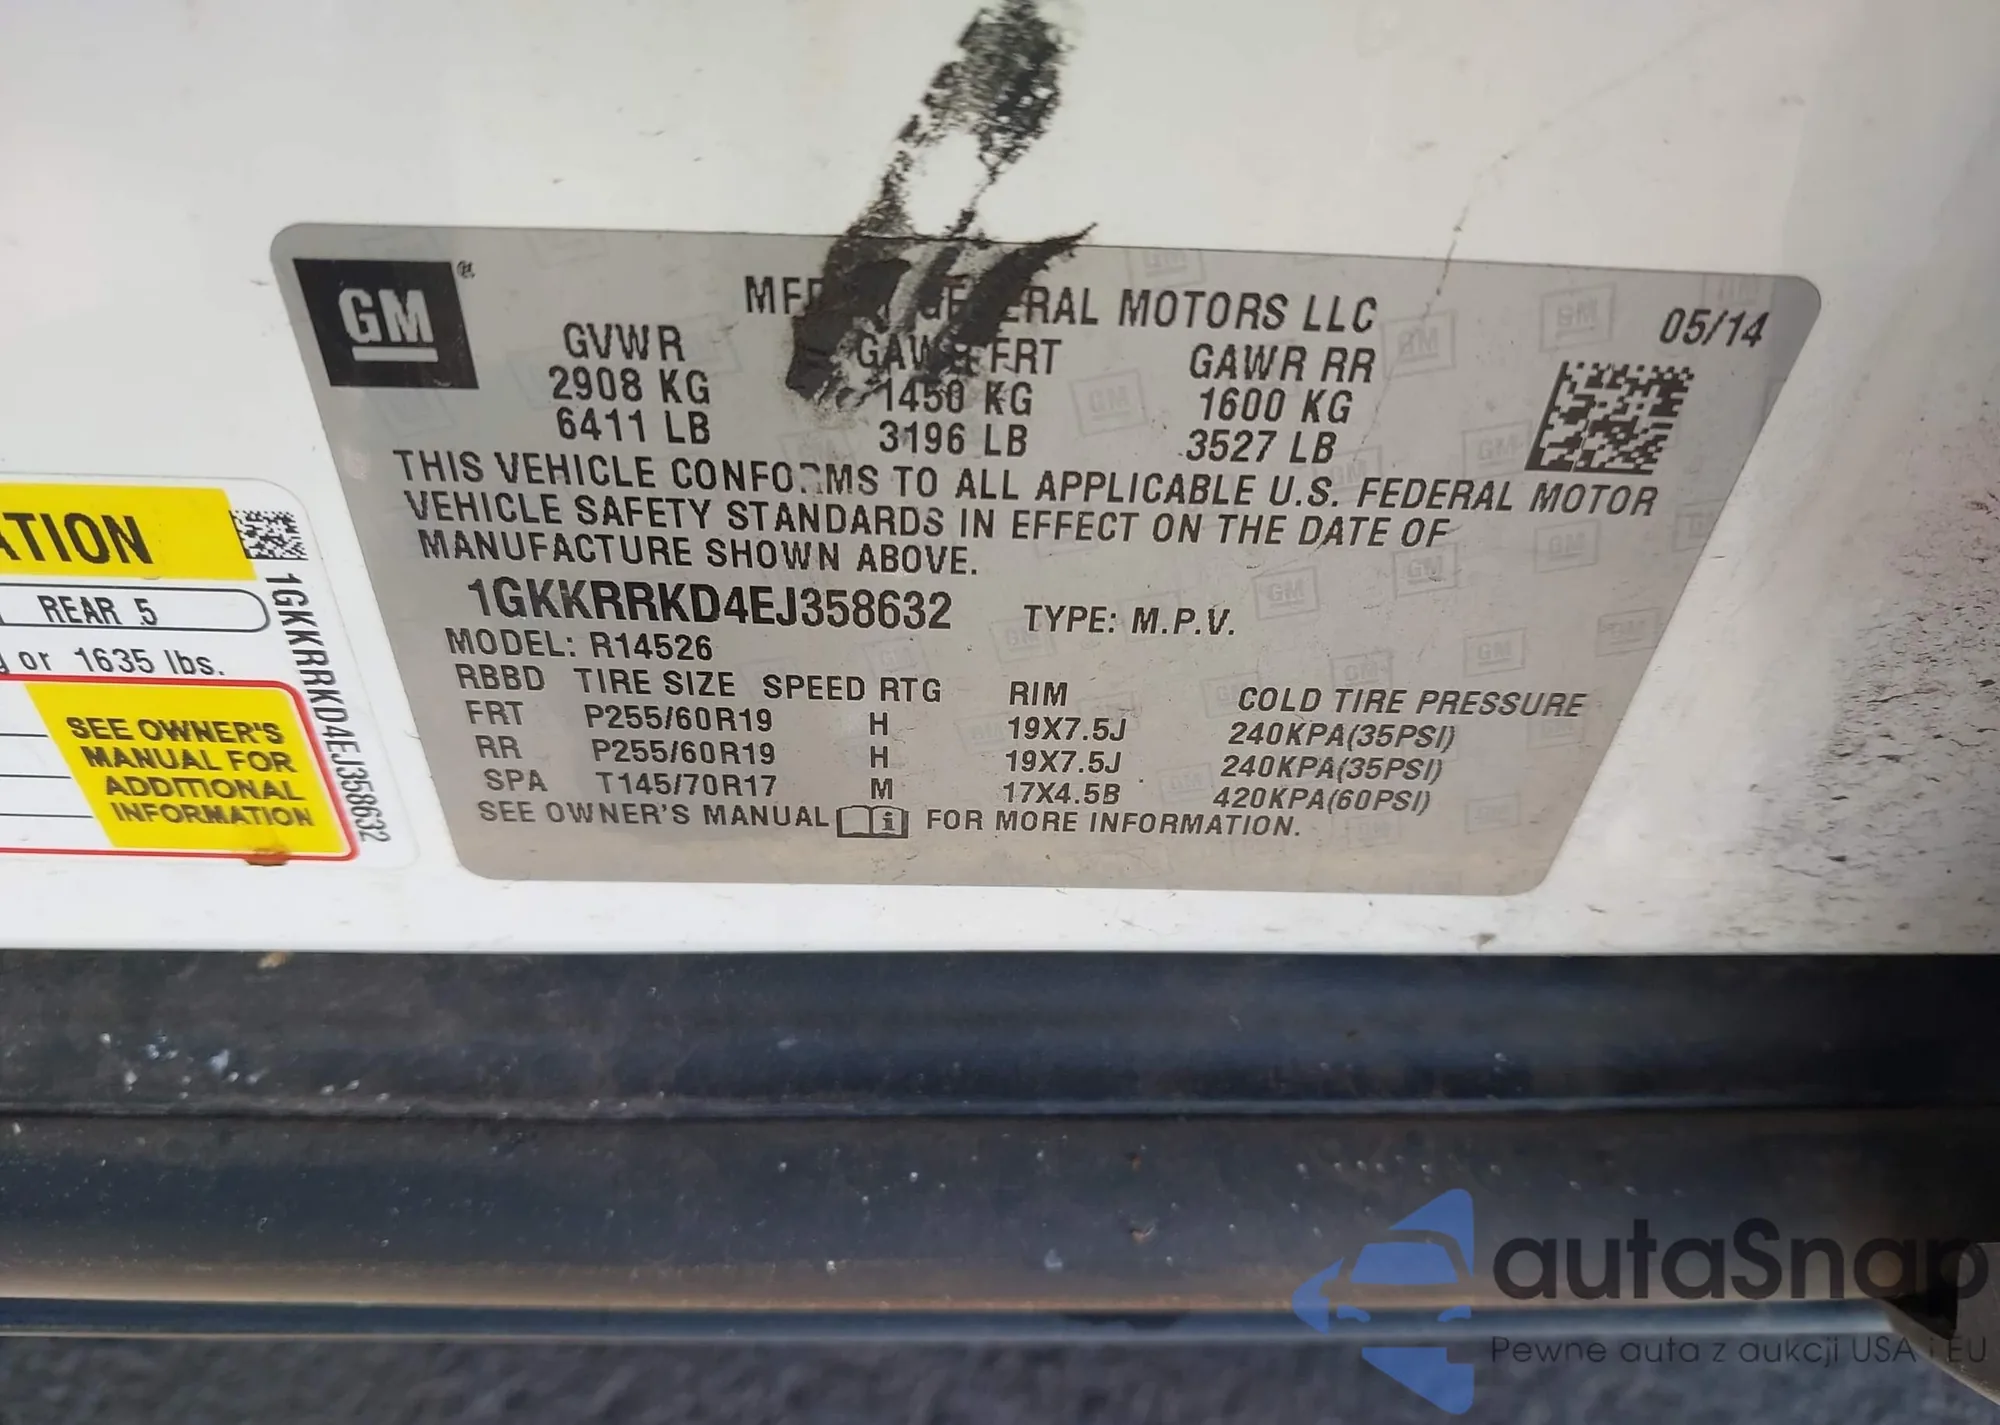 GM ®
MFD BY GENERAL MOTORS LLC
05/14
GVWR GAWR FRT GAWR RR
2908 KG 1450 KG 1600 KG
6411 LB 3196 LB 3527 LB
THIS VEHICLE CONFORMS TO ALL APPLICABLE U.S. FEDERAL MOTOR
VEHICLE SAFETY STANDARDS IN EFFECT ON THE DATE OF
MANUFACTURE SHOWN ABOVE.
1GKKRRKD4EJ358632 TYPE: M.P.V.
MODEL: R14526
RBBD TIRE SIZE SPEED RTG RIM COLD TIRE PRESSURE
FRT P255/60R19 H 19X7.5J 240KPA(35PSI)
RR P255/60R19 H 19X7.5J 240KPA(35PSI)
SPA T145/70R17 M 17X4.5B 420KPA(60PSI)
SEE OWNER'S MANUAL i FOR MORE INFORMATION.
ATION
REAR 5
or 1635 lbs.
SEE OWNER'S
MANUAL FOR
ADDITIONAL
INFORMATION
1GKKRRKD4EJ358632
autaSnap
Pewne auta z aukcji USA i EU